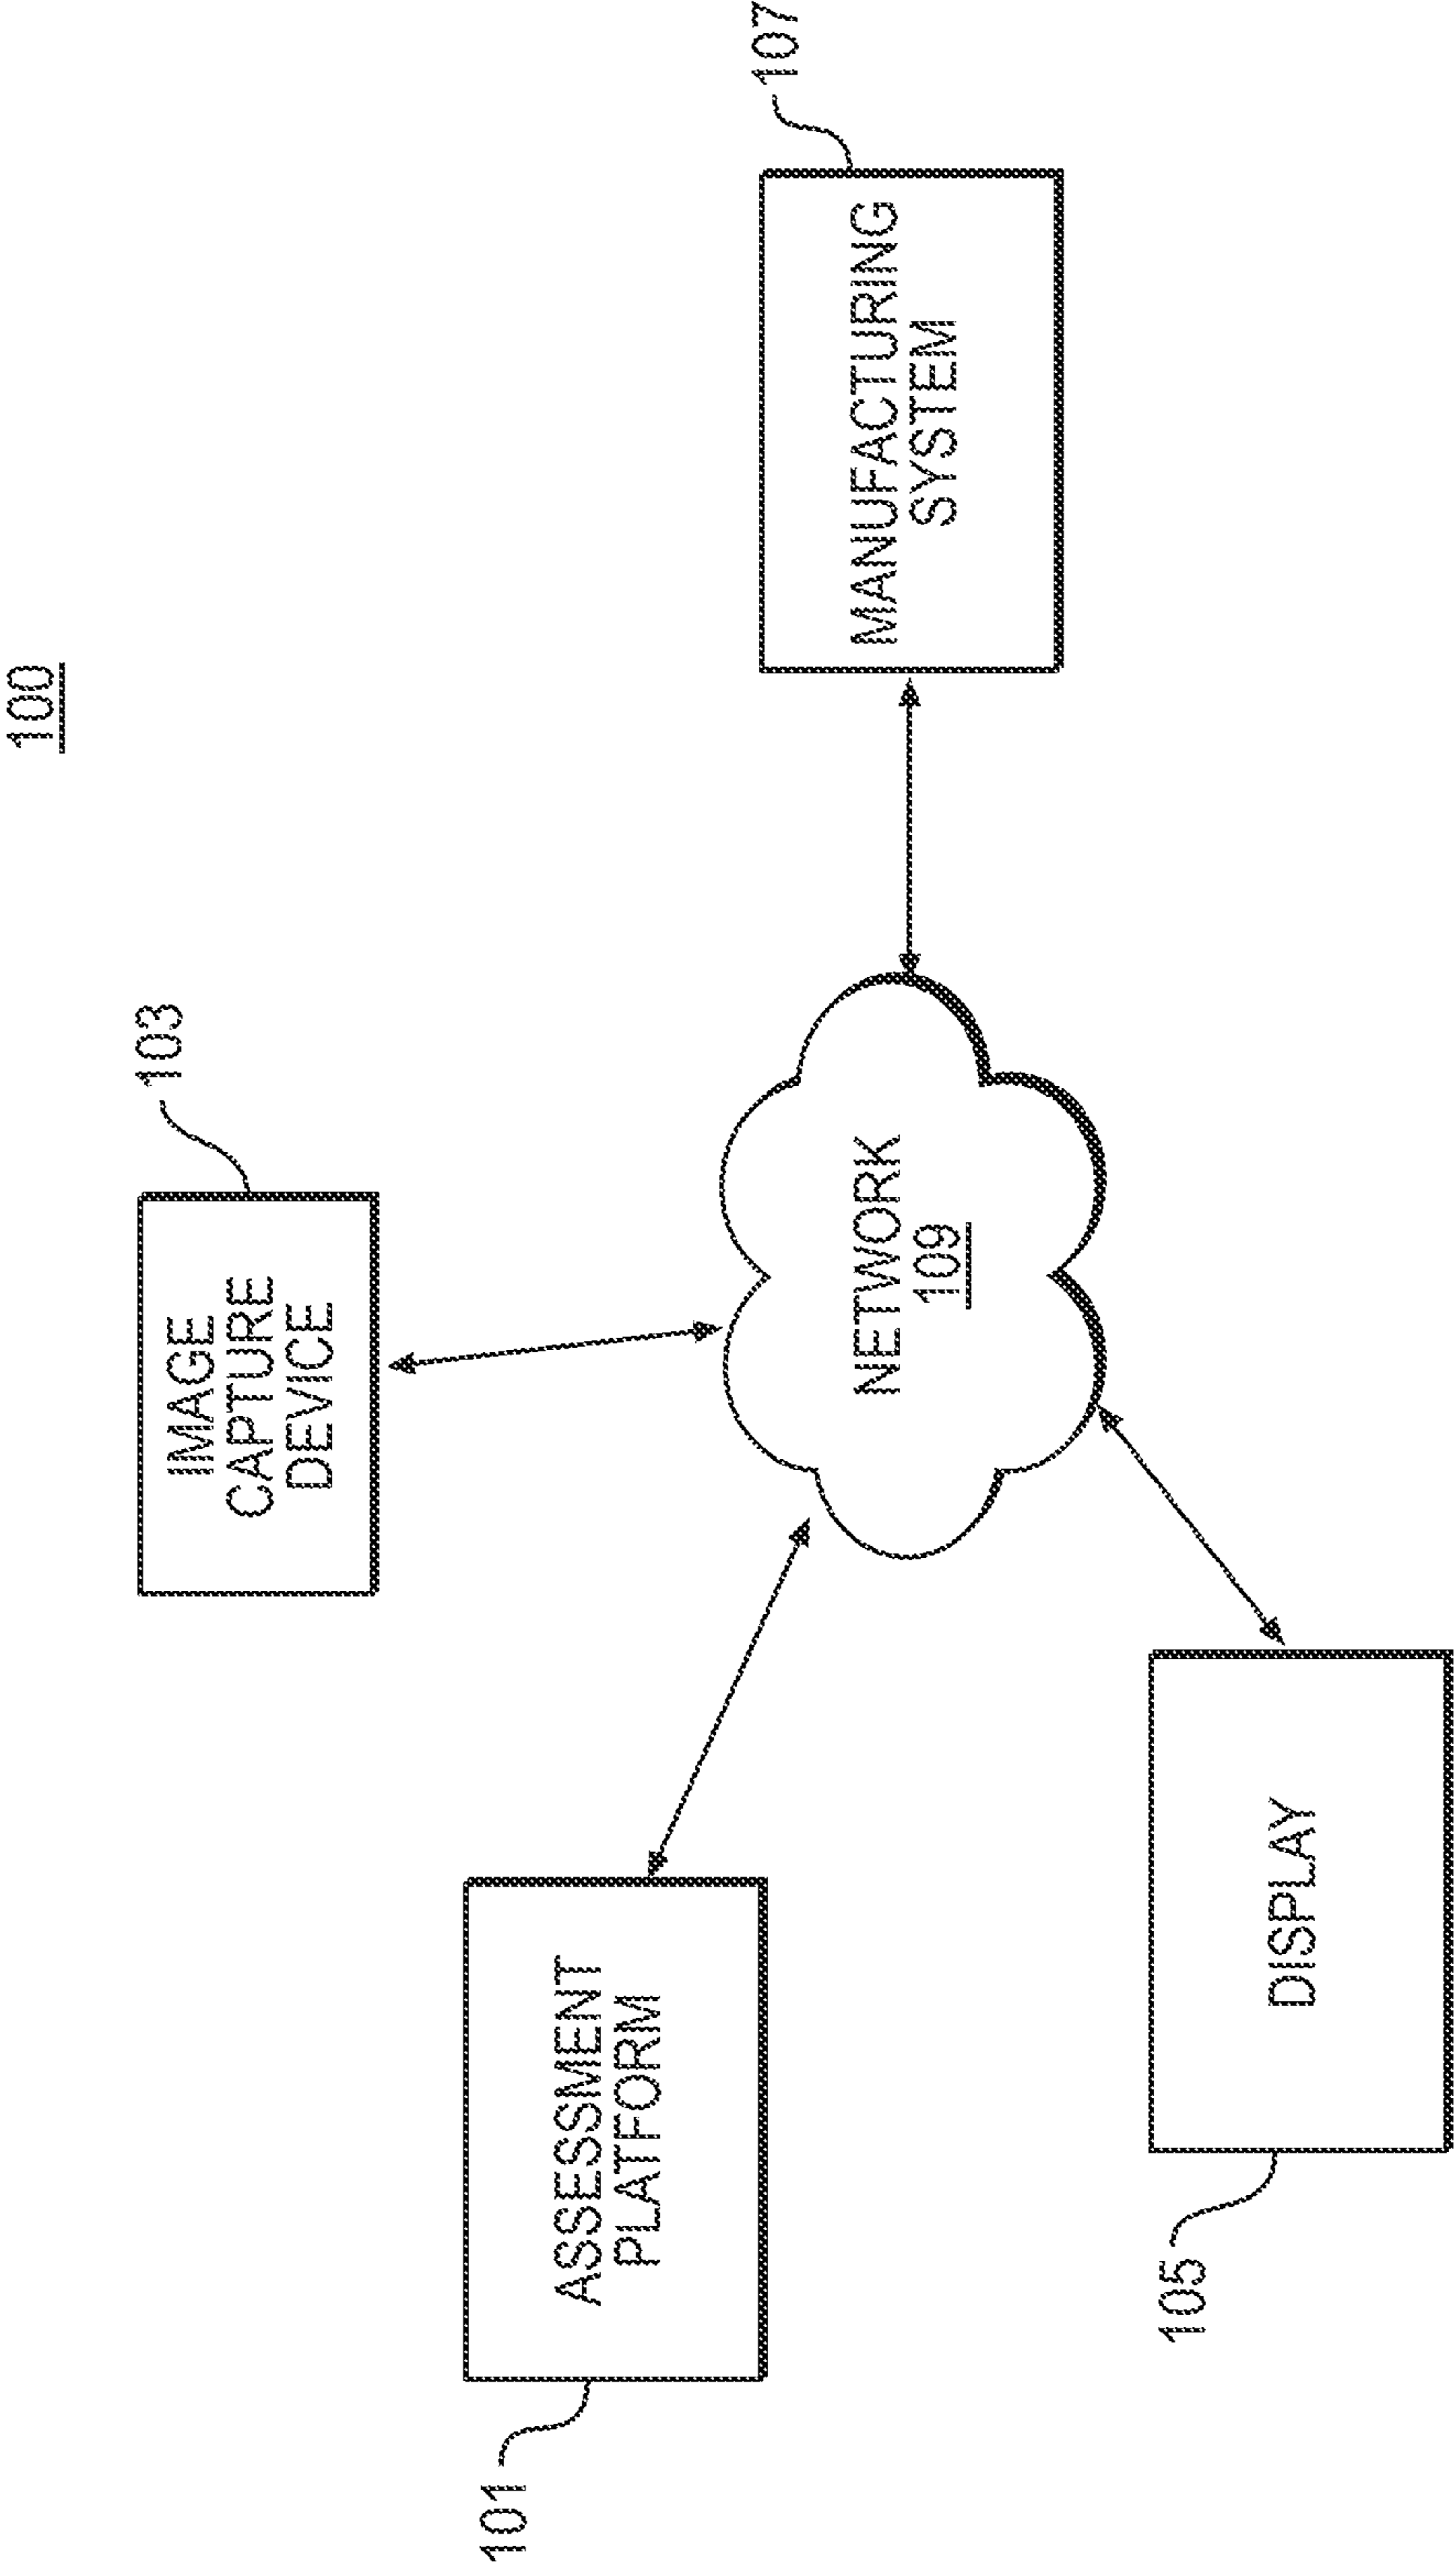 100
IMAGE
CAPTURE
DEVICE
103
ASSESSMENT
PLATFORM
101
NETWORK
109
MANUFACTURING
SYSTEM
107
DISPLAY
105